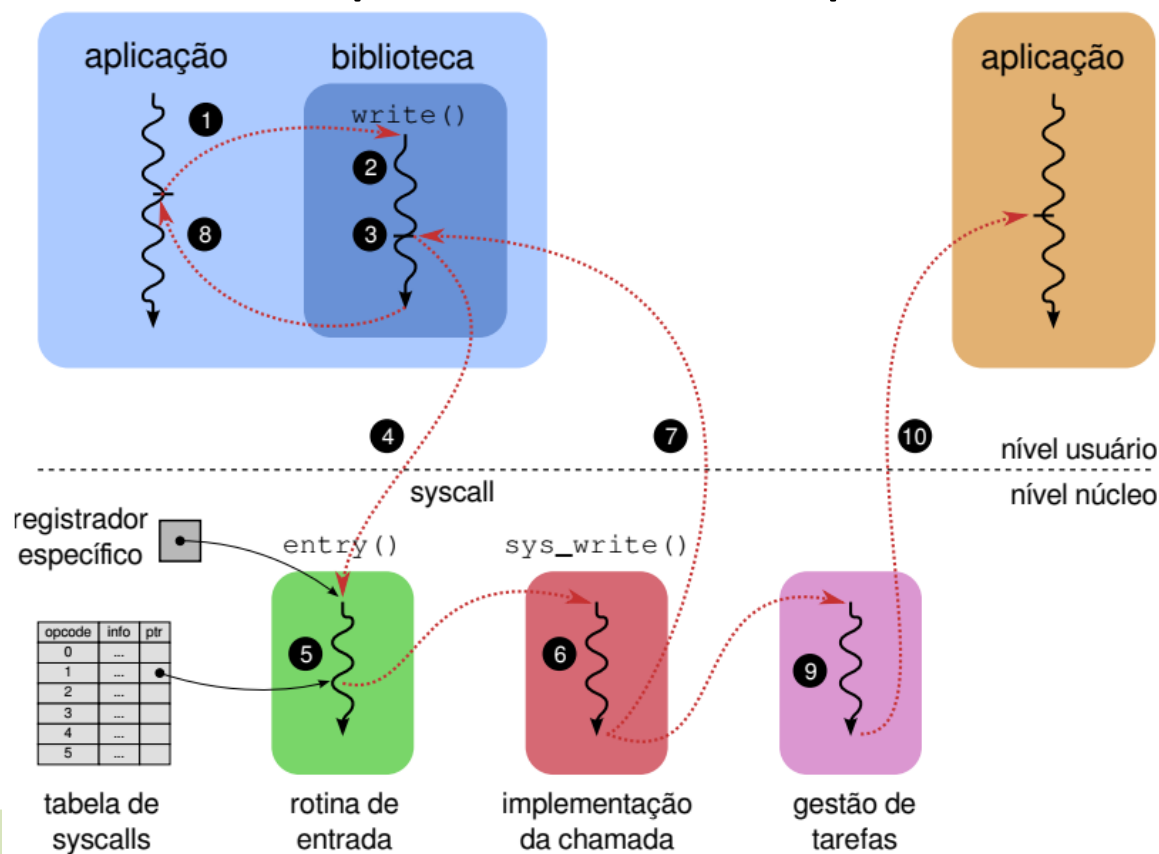 aplicação
biblioteca
aplicação
write()
1
2
3
8
4
7
10
nível usuário
syscall
nível núcleo
registrador
específico
entry()
sys_write()
opcode info ptr
0 ...
1 ...
2 ...
3 ...
4 ...
5 ...
5
6
9
tabela de
syscalls
rotina de
entrada
implementação
da chamada
gestão de
tarefas